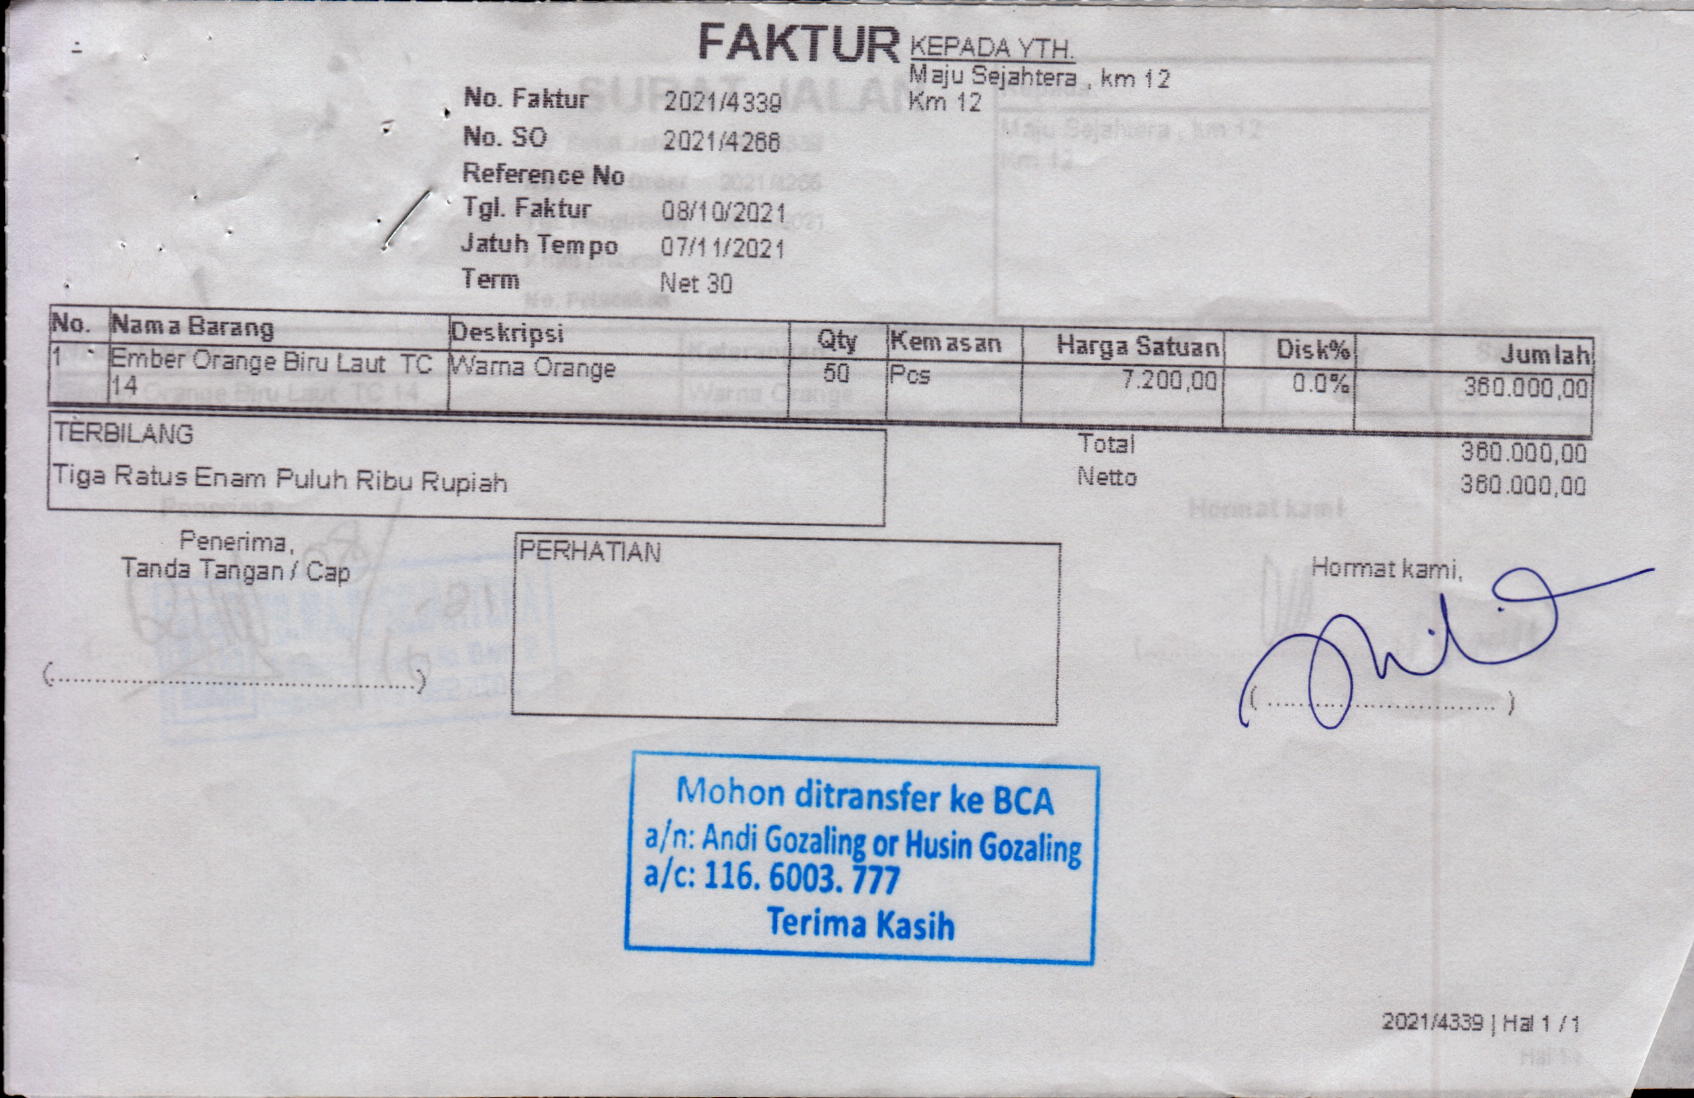 FAKTUR
KEPADA YTH.
Maju Sejahtera , km 12
Km 12
No. Faktur 2021/4339
No. SO 2021/4266
Reference No
Tgl. Faktur 08/10/2021
Jatuh Tempo 07/11/2021
Term Net 30
No. Nama Barang Deskripsi Qty Kemasan Harga Satuan Disk% Jumlah
1 Ember Orange Biru Laut TC Warna Orange 50 Pcs 7.200,00 0.0% 360.000,00
14
TERBILANG
Tiga Ratus Enam Puluh Ribu Rupiah
Total 360.000,00
Netto 360.000,00
Penerima,
Tanda Tangan / Cap
(....................................................)
PERHATIAN
Hormat kami,
( ................................ )
Mohon ditransfer ke BCA
a/n: Andi Gozaling or Husin Gozaling
a/c: 116. 6003. 777
Terima Kasih
2021/4339 | Hal 1 / 1